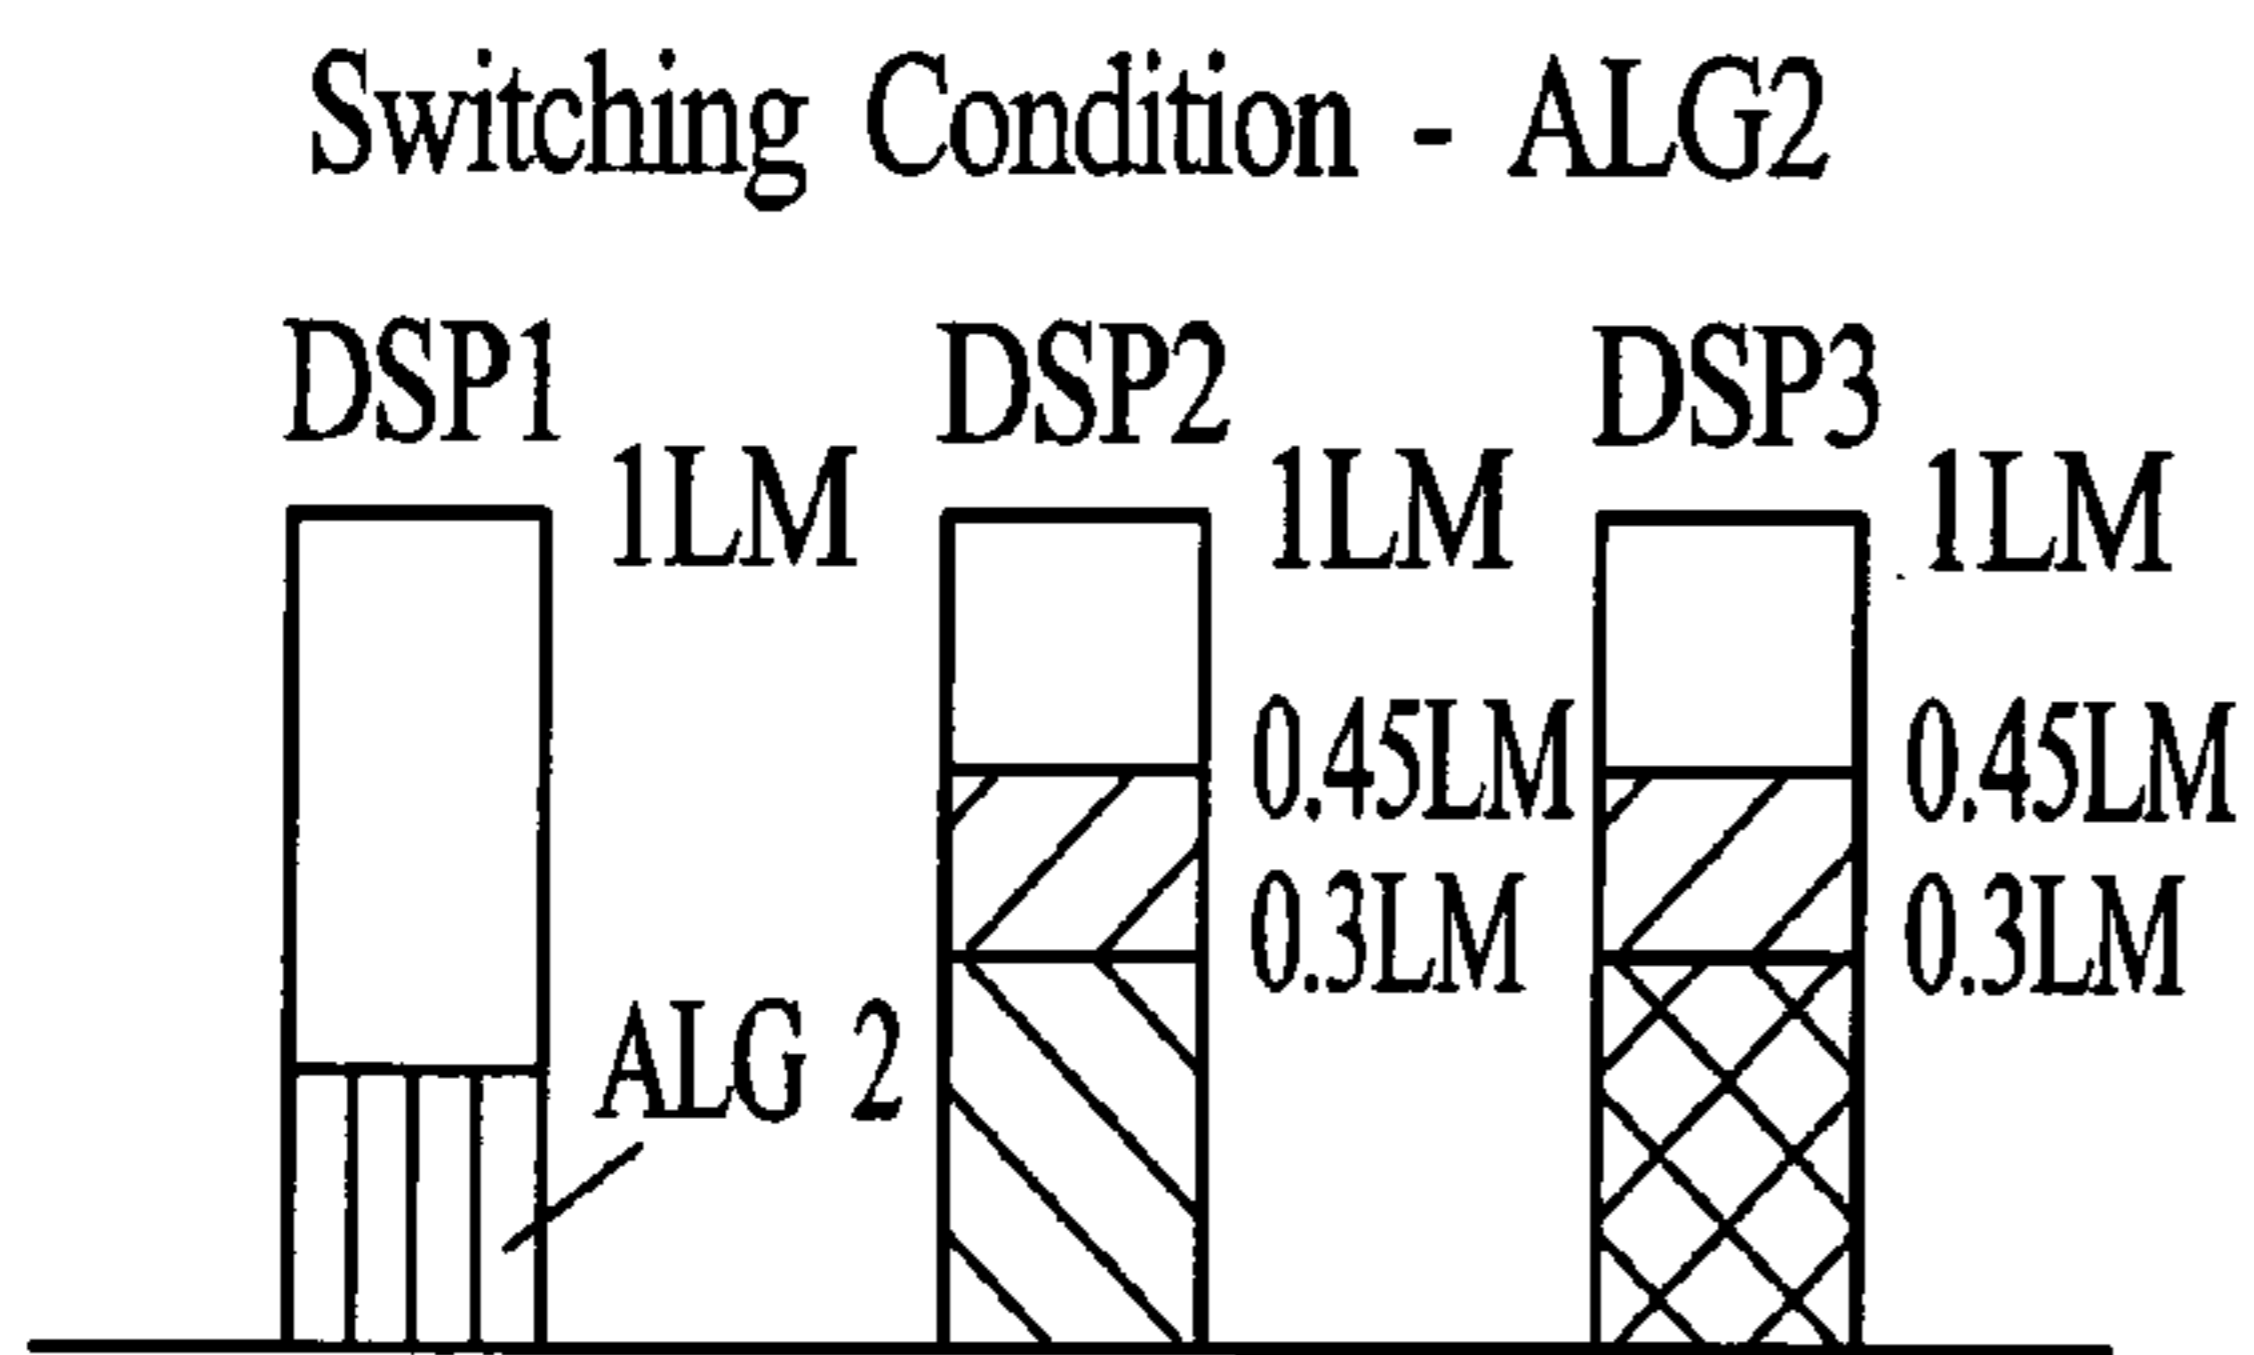 Switching Condition - ALG2
DSP1
DSP2
DSP3
1LM
1LM
1LM
0.45LM
0.45LM
0.3LM
0.3LM
ALG 2